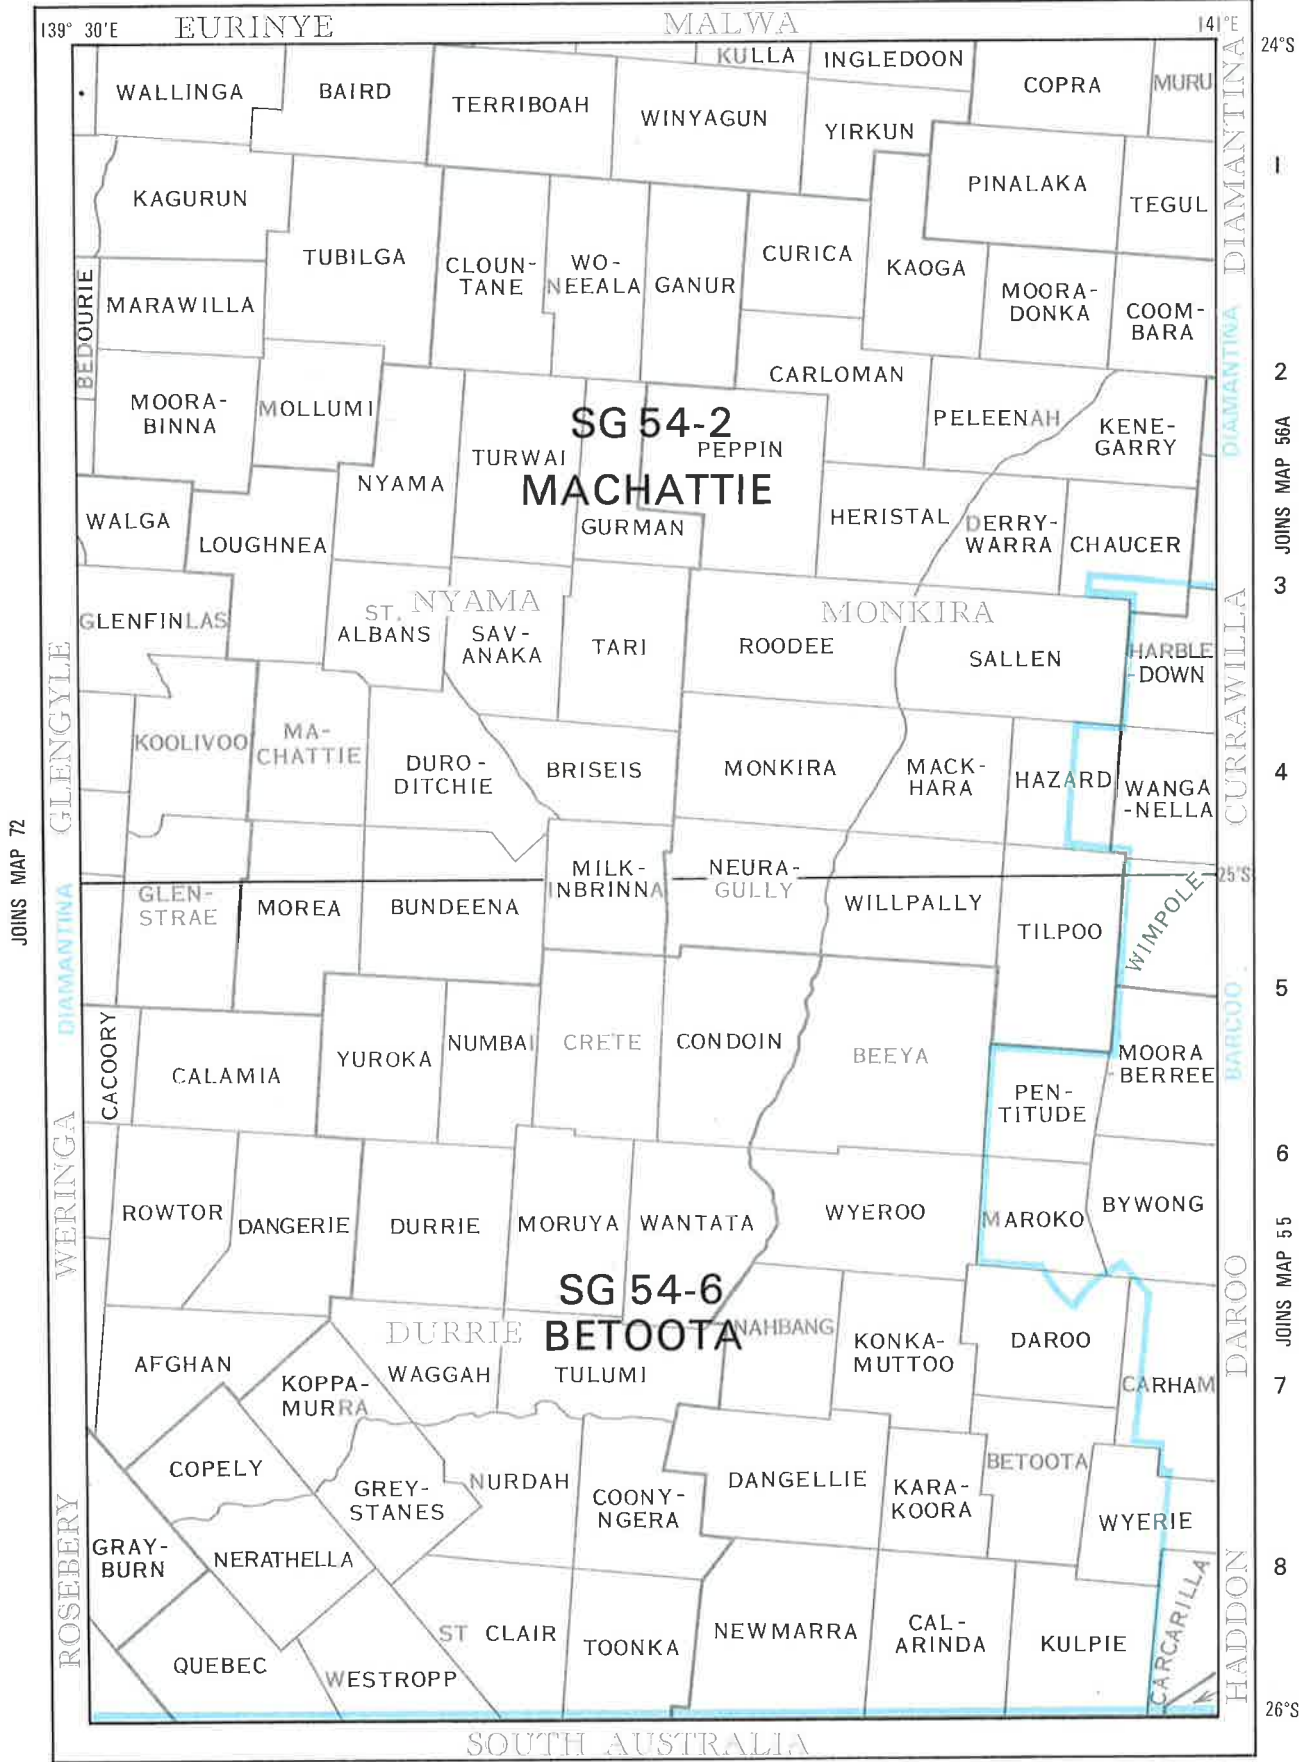 139° 30'E
EURINYE
MALWA
141°E
24°S
KULLA
INGLEDOON
COPRA
MURU
WALLINGA
BAIRD
TERRIBOAH
WINYAGUN
YIRKUN
DIAMANTINA
1
PINALAKA
TEGUL
KAGURUN
TUBILGA
CLOUN-
TANE
WO-
NEEALA
GANUR
CURICA
KAOGA
MOORA-
DONKA
COOM-
BARA
BEDOURIE
MARAWILLA
DIAMANTINA
2
CARLOMAN
MOORA-
BINNA
MOLLUMI
PELEENAH
KENE-
GARRY
SG 54-2
MACHATTIE
PEPPIN
TURWAI
NYAMA
GURMAN
JOINS MAP 56A
WALGA
LOUGHNEA
HERISTAL
DERRY-
WARRA
CHAUCER
3
GLENFINLAS
ST.
ALBANS
NYAMA
SAV-
ANAKA
TARI
MONKIRA
ROODEE
SALLEN
HARBLE
-DOWN
GLENGYLE
CURRAWILLA
KOOLIVOO
MA-
CHATTIE
DURO-
DITCHIE
BRISEIS
MONKIRA
MACK-
HARA
HAZARD
WANGA
-NELLA
4
JOINS MAP 72
MILK-
INBRINNA
NEURA-
GULLY
25°S
GLEN-
STRAE
MOREA
BUNDEENA
WILLPALLY
TILPOO
WIMPOLE
DIAMANTINA
5
CACOORY
CALAMIA
YUROKA
NUMBAI
CRETE
CONDOIN
BEEYA
PEN-
TITUDE
MOORA
-BERREE
BARCOO
6
WERINGA
ROWTOR
DANGERIE
DURRIE
MORUYA
WANTATA
WYEROO
MAROKO
BYWONG
JOINS MAP 55
SG 54-6
BETOOTA
DURRIE
NAHBANG
KONKA-
MUTTOO
DAROO
DAROO
AFGHAN
KOPPA-
MURRA
WAGGAH
TULUMI
CARHAM
7
COPELY
GREY-
STANES
NURDAH
COONY-
NGERA
DANGELLIE
KARA-
KOORA
BETOOTA
WYERIE
GRAY-
BURN
NERATHELLA
8
ROSEBERY
QUEBEC
WESTROPP
ST CLAIR
TOONKA
NEWMARRA
CAL-
ARINDA
KULPIE
CARCARILLA
HADDON
26°S
SOUTH AUSTRALIA